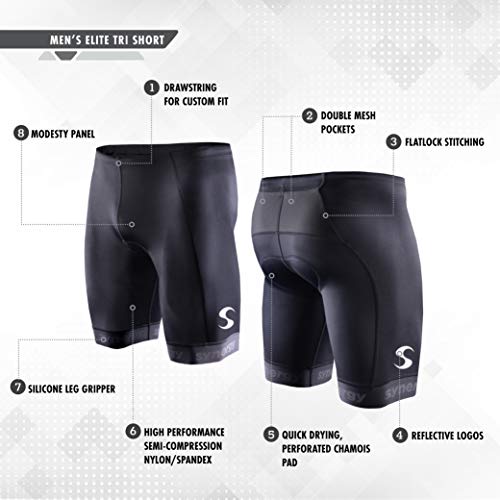 MEN'S ELITE TRI SHORT
1 DRAWSTRING
FOR CUSTOM FIT
2 DOUBLE MESH
POCKETS
8 MODESTY PANEL
3 FLATLOCK STITCHING
S
S
synergy
synergy
7 SILICONE LEG GRIPPER
6 HIGH PERFORMANCE
SEMI-COMPRESSION
NYLON/SPANDEX
5 QUICK DRYING,
PERFORATED CHAMOIS
PAD
4 REFLECTIVE LOGOS